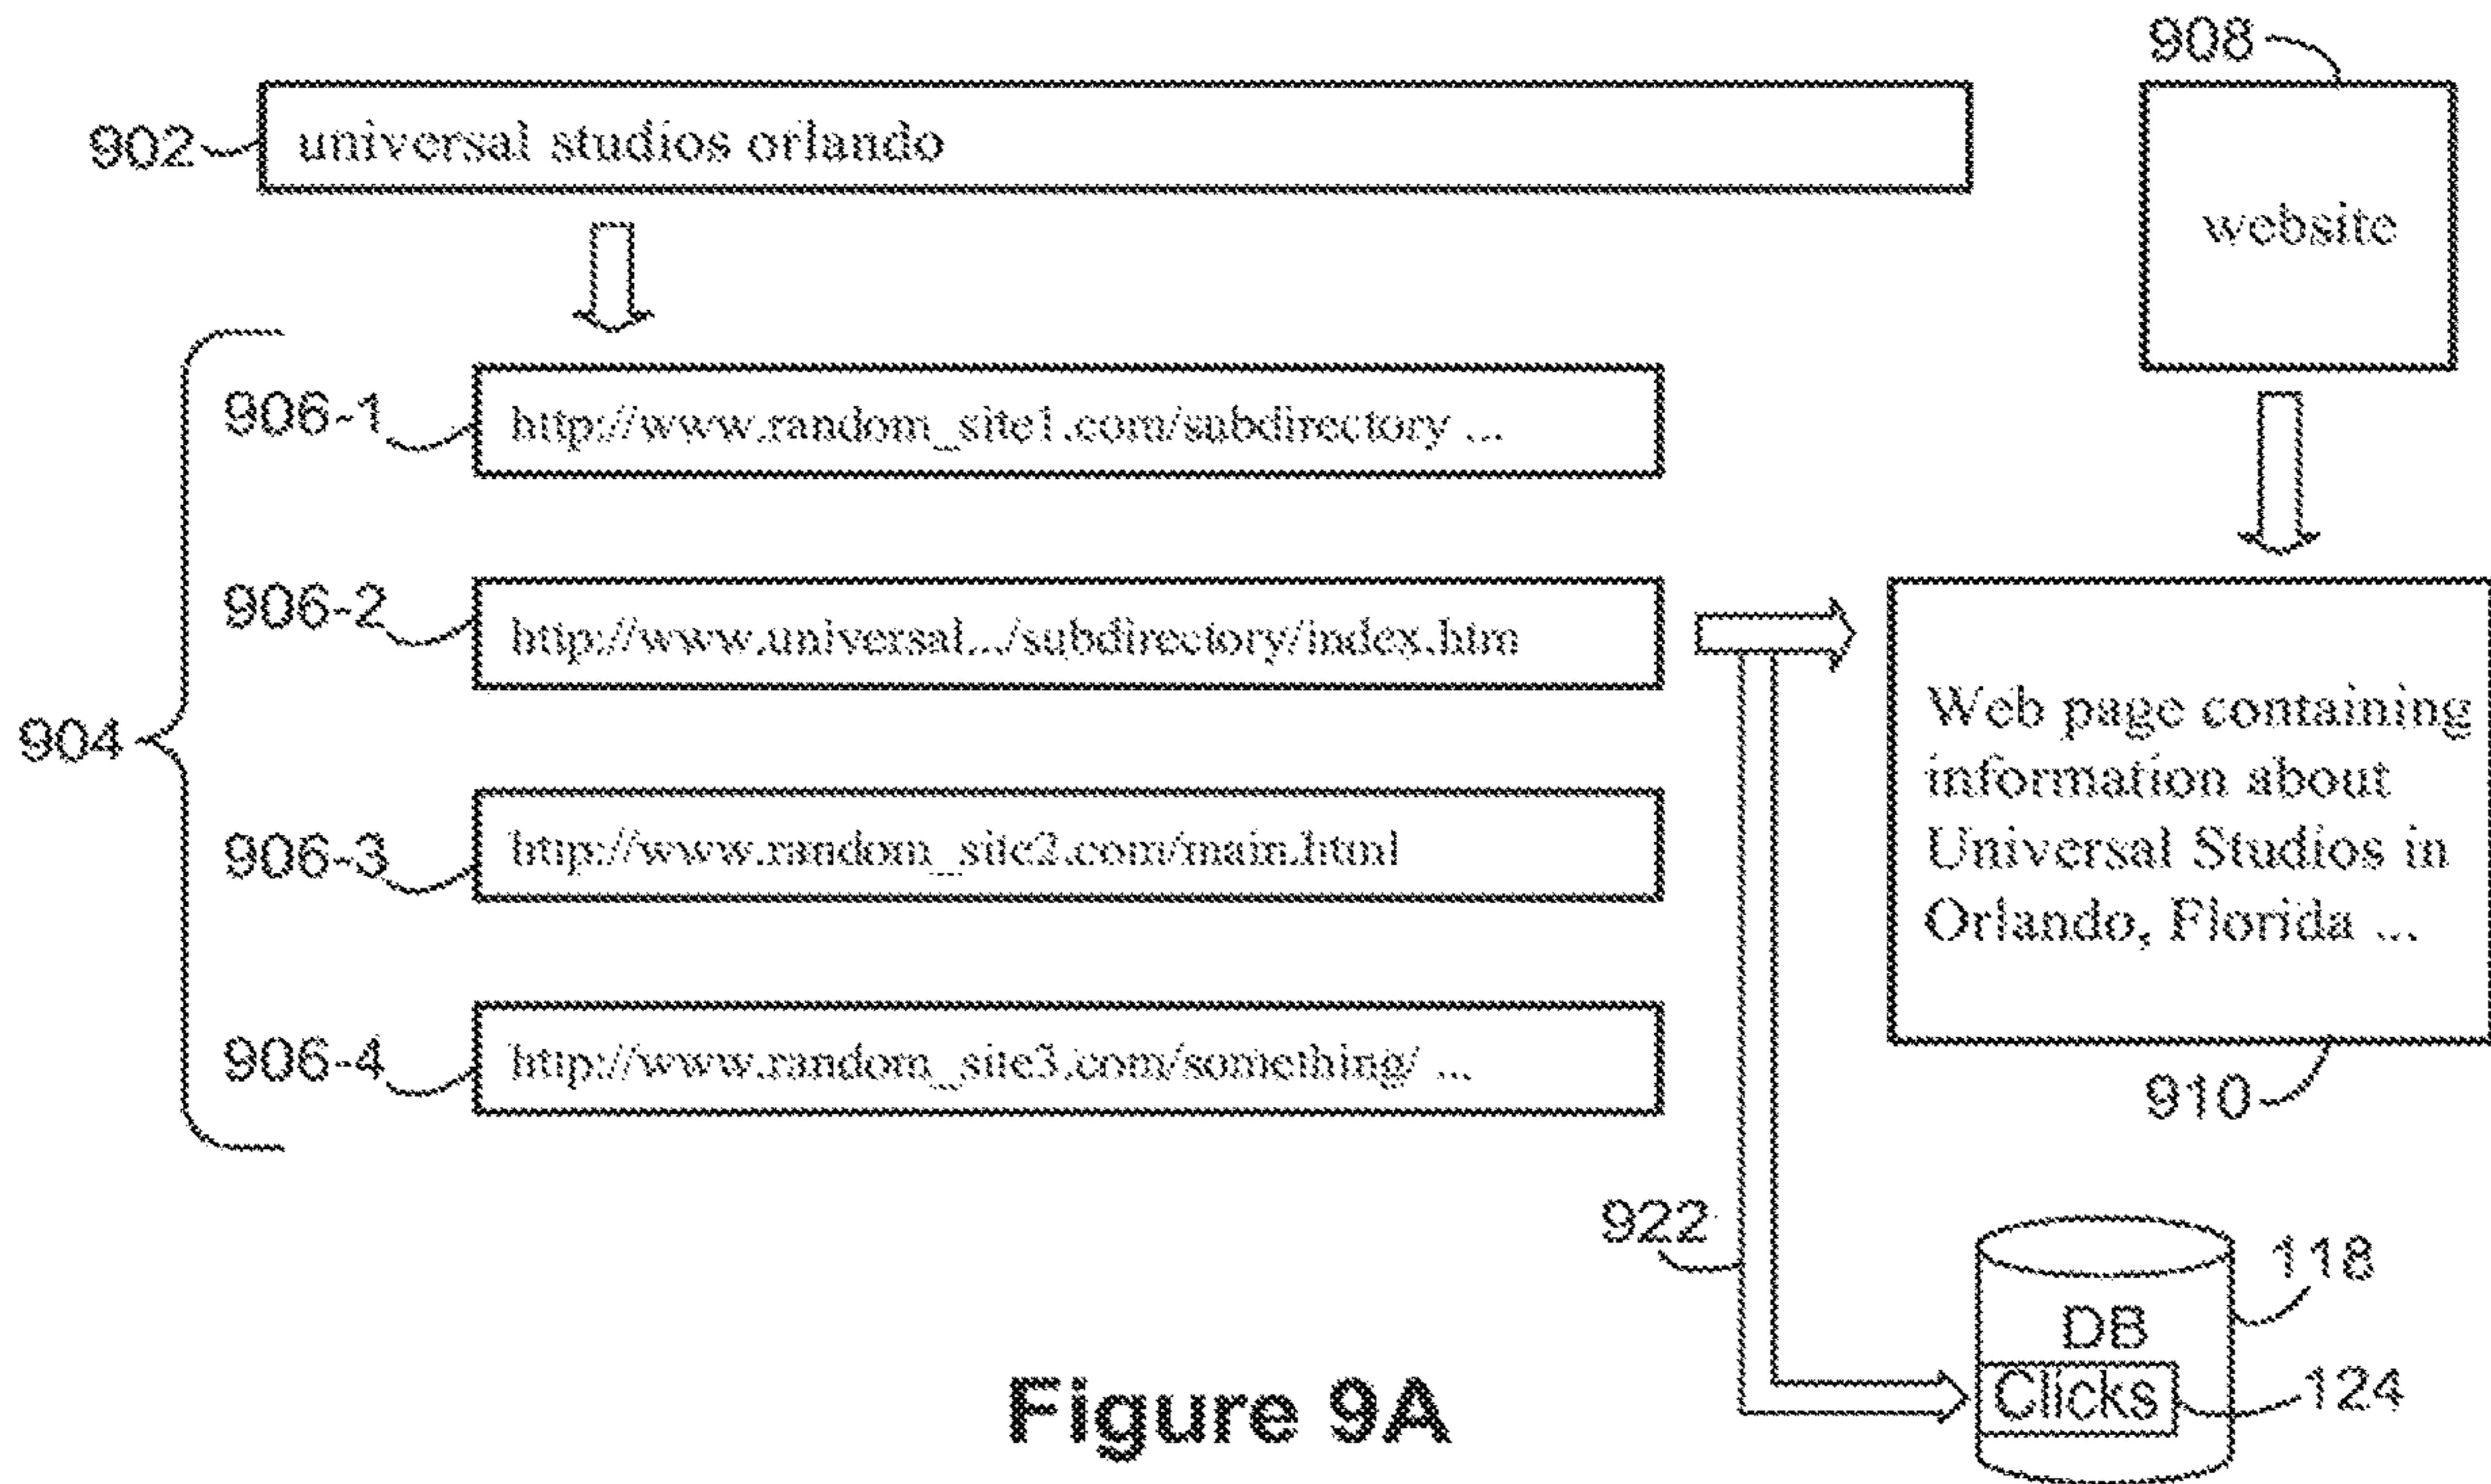 908
902
universal studios orlando
website
906-1
http://www.random_site1.com/subdirectory ...
906-2
http://www.universal.../subdirectory/index.htm
904
Web page containing
information about
Universal Studios in
Orlando, Florida ...
906-3
http://www.random_site2.com/main.html
906-4
http://www.random_site3.com/something/ ...
910
922
118
DB
Clicks
124
Figure 9A